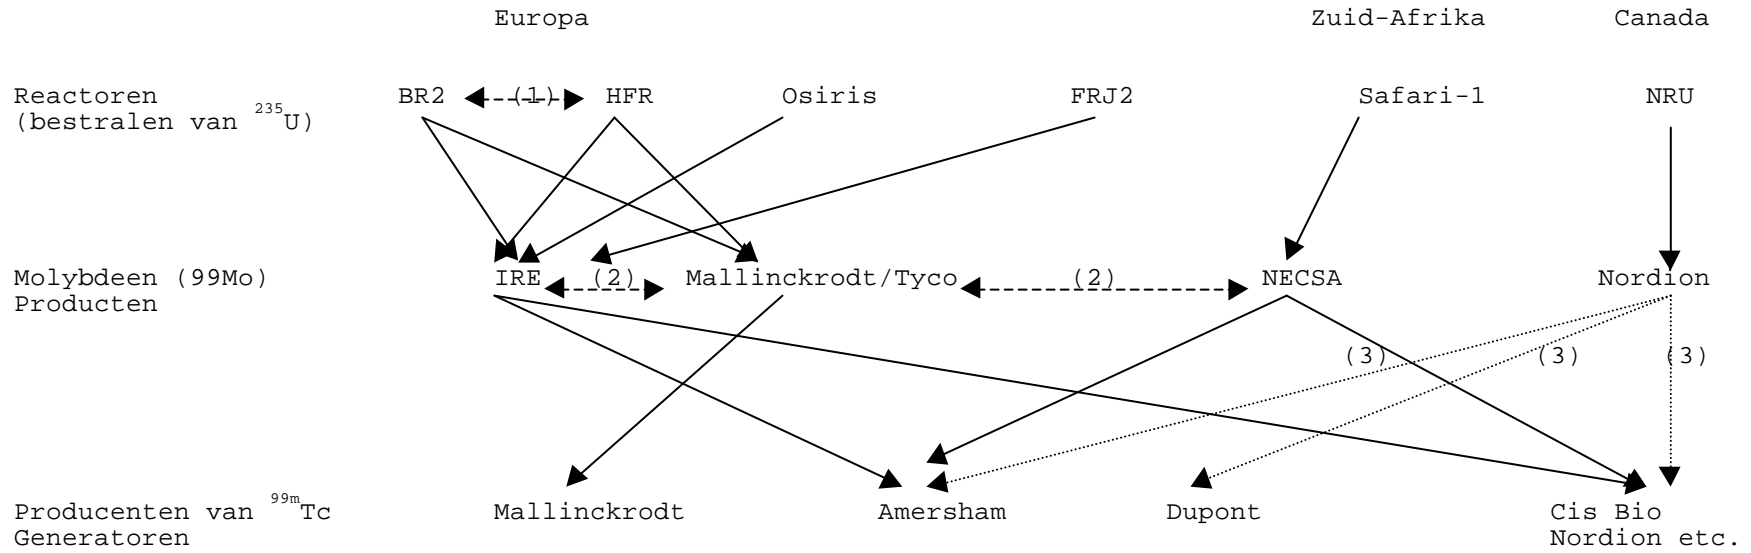 Europa Zuid-Afrika Canada
Reactoren BR2 (1) HFR Osiris FRJ2 Safari-1 NRU
(bestralen van ²³⁵U)
Molybdeen (99Mo) IRE (2) Mallinckrodt/Tyco (2) NECSA Nordion
Producten
(3) (3) (3)
Producenten van ⁹⁹ᵐTc Mallinckrodt Amersham Dupont Cis Bio
Generatoren Nordion etc.